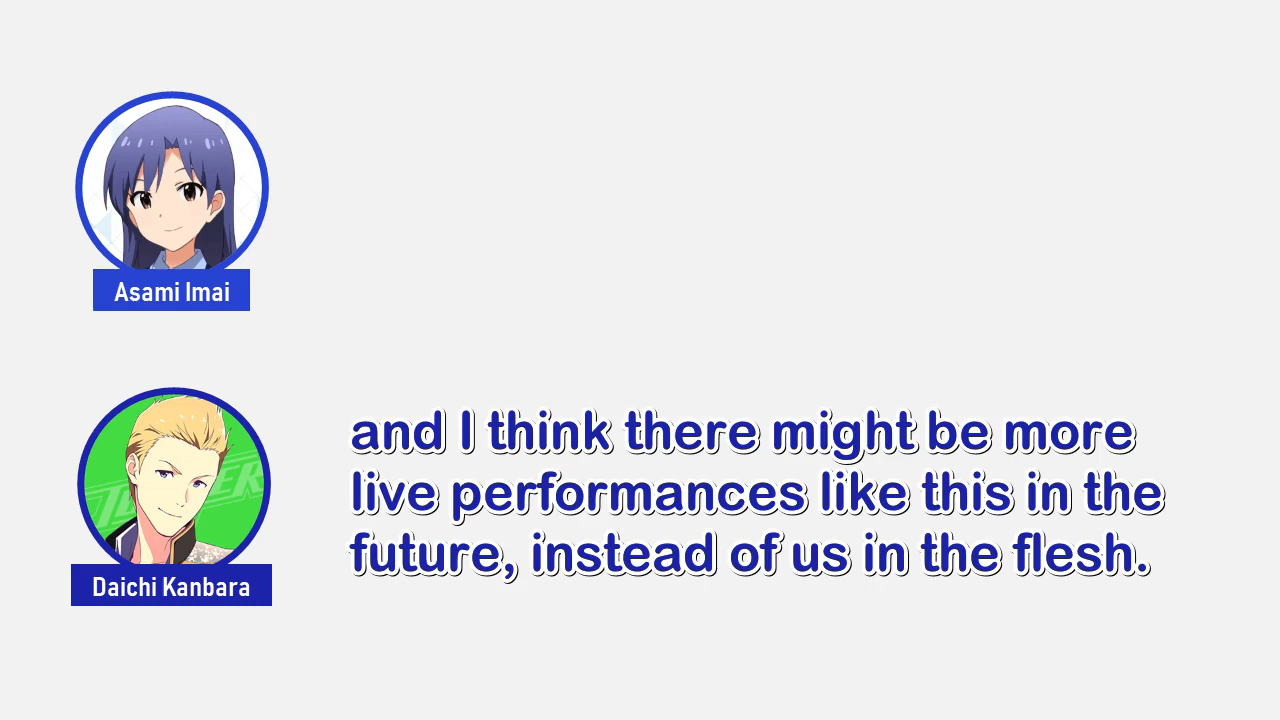 Asami Imai
and I think there might be more
live performances like this in the
future, instead of us in the flesh.
Daichi Kanbara